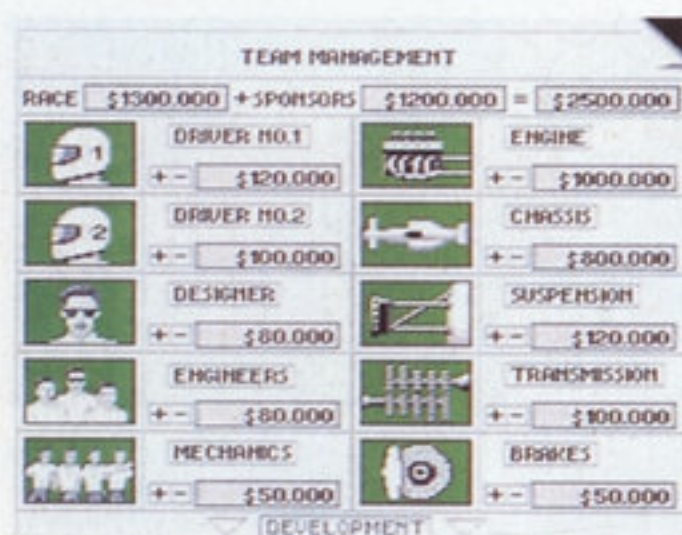 TEAM MANAGEMENT
RACE $1300.000 + SPONSORS $1200.000 = $2500.000
DRIVER NO.1 ENGINE
1 + - $120.000 + - $1000.000
DRIVER NO.2 CHASSIS
2 + - $100.000 + - $800.000
DESIGNER SUSPENSION
+ - $80.000 + - $120.000
ENGINEERS TRANSMISSION
+ - $80.000 + - $100.000
MECHANICS BRAKES
+ - $50.000 + - $50.000
DEVELOPMENT